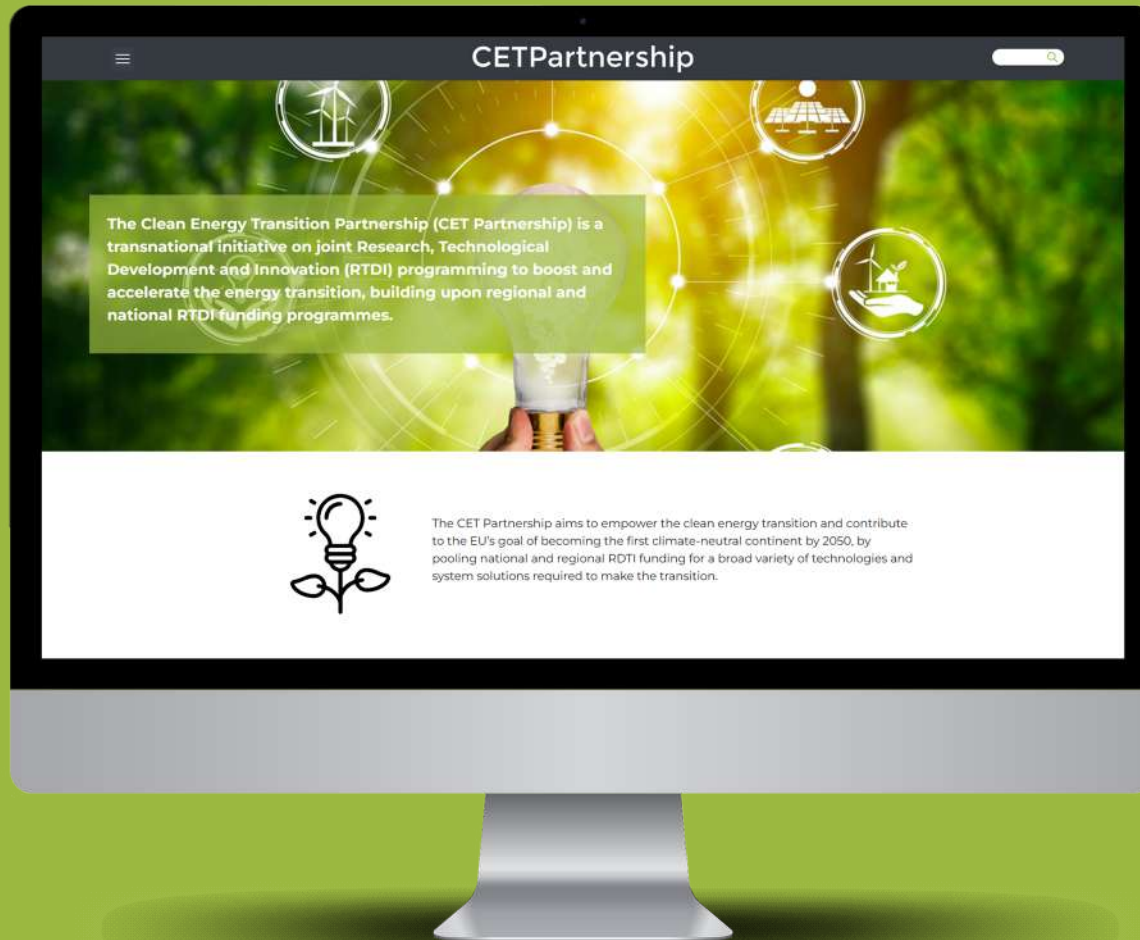 CETPartnership
The Clean Energy Transition Partnership (CET Partnership) is a
transnational initiative on joint Research, Technological
Development and Innovation (RTDI) programming to boost and
accelerate the energy transition, building upon regional and
national RTDI funding programmes.
The CET Partnership aims to empower the clean energy transition and contribute
to the EU's goal of becoming the first climate-neutral continent by 2050, by
pooling national and regional RDTI funding for a broad variety of technologies and
system solutions required to make the transition.